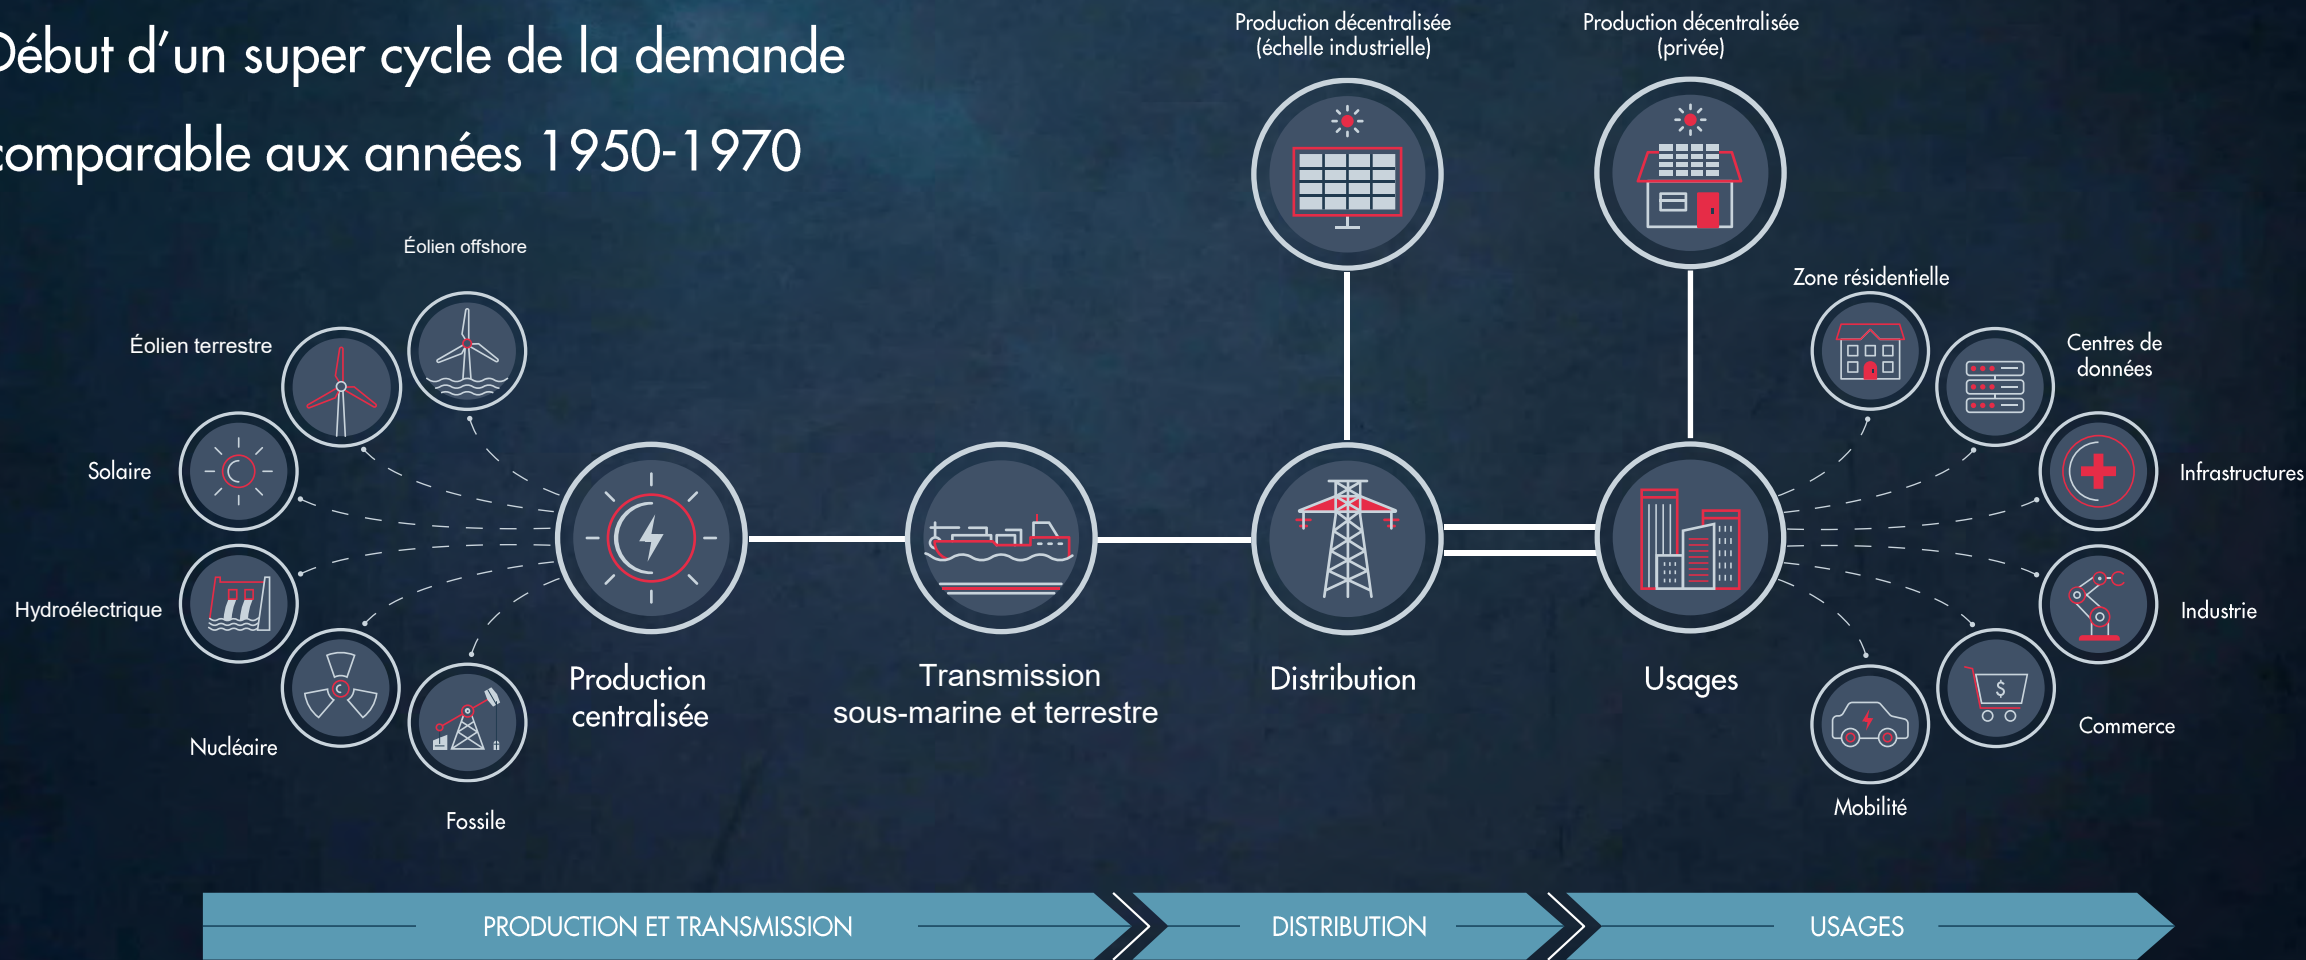 Début d'un super cycle de la demande
comparable aux années 1950-1970
Production décentralisée
(échelle industrielle)
Production décentralisée
(privée)
Éolien offshore
Éolien terrestre
Solaire
Hydroélectrique
Nucléaire
Fossile
Production
centralisée
Transmission
sous-marine et terrestre
Distribution
Usages
Zone résidentielle
Centres de
données
Infrastructures
Industrie
$
Commerce
Mobilité
PRODUCTION ET TRANSMISSION
DISTRIBUTION
USAGES